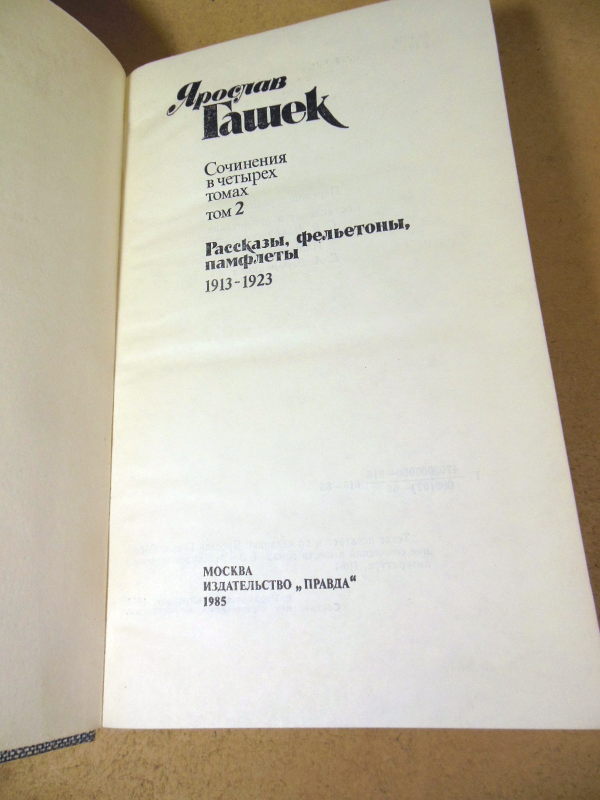 Ярослав
Гашек
Сочинения
в четырех
томах
том 2
Рассказы, фельетоны,
памфлеты
1913-1923
МОСКВА
ИЗДАТЕЛЬСТВО „ПРАВДА“
1985